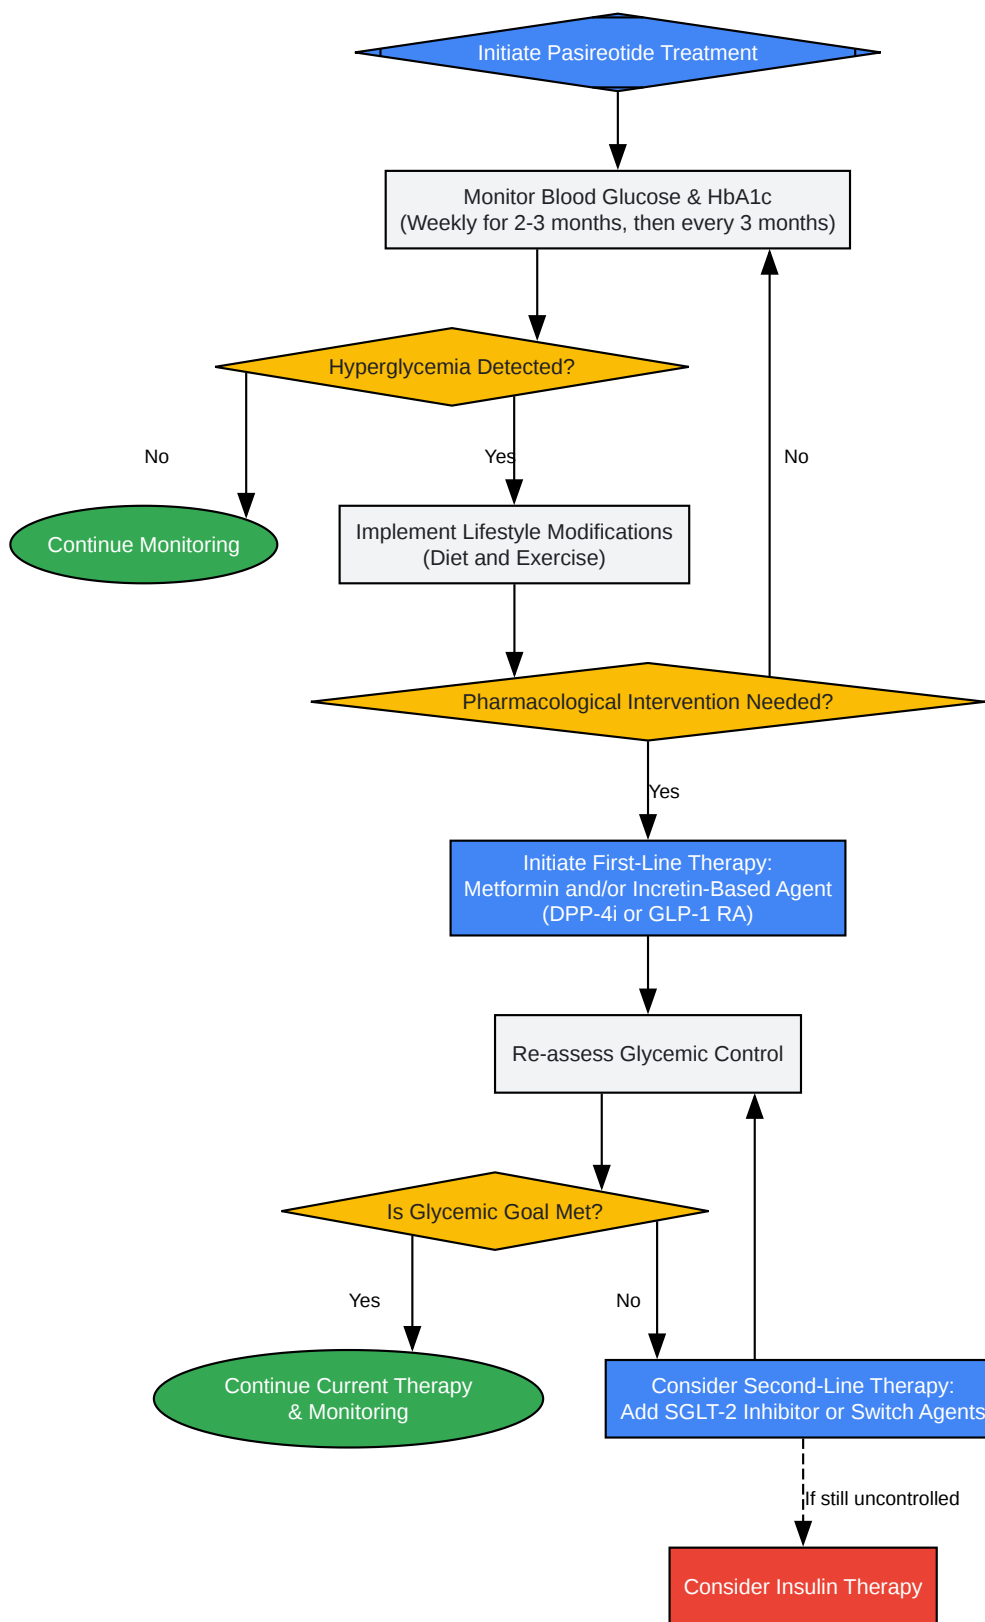 Initiate Pasireotide Treatment
Monitor Blood Glucose & HbA1c
(Weekly for 2-3 months, then every 3 months)
Hyperglycemia Detected?
No
Yes
No
Continue Monitoring
Implement Lifestyle Modifications
(Diet and Exercise)
Pharmacological Intervention Needed?
Yes
Initiate First-Line Therapy:
Metformin and/or Incretin-Based Agent
(DPP-4i or GLP-1 RA)
Re-assess Glycemic Control
Is Glycemic Goal Met?
Yes
No
Continue Current Therapy
& Monitoring
Consider Second-Line Therapy:
Add SGLT-2 Inhibitor or Switch Agents
If still uncontrolled
Consider Insulin Therapy